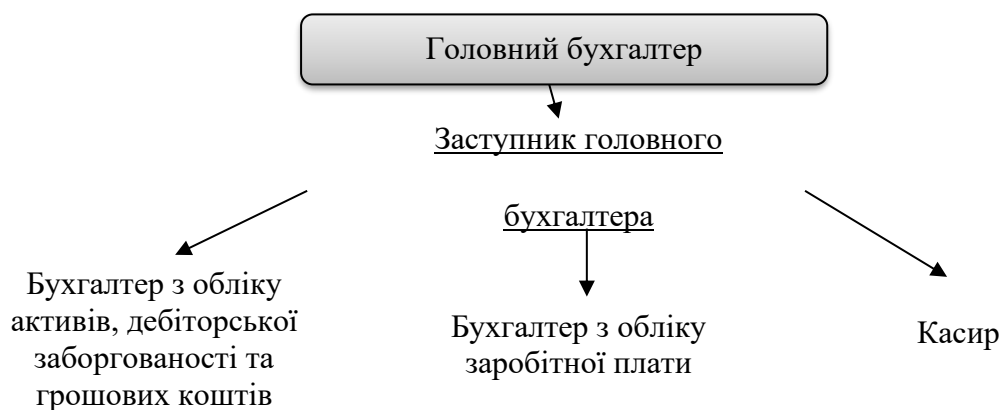 Головний бухгалтер
Заступник головного
бухгалтера
Бухгалтер з обліку
активів, дебіторської
заборгованості та
грошових коштів
Бухгалтер з обліку
заробітної плати
Касир